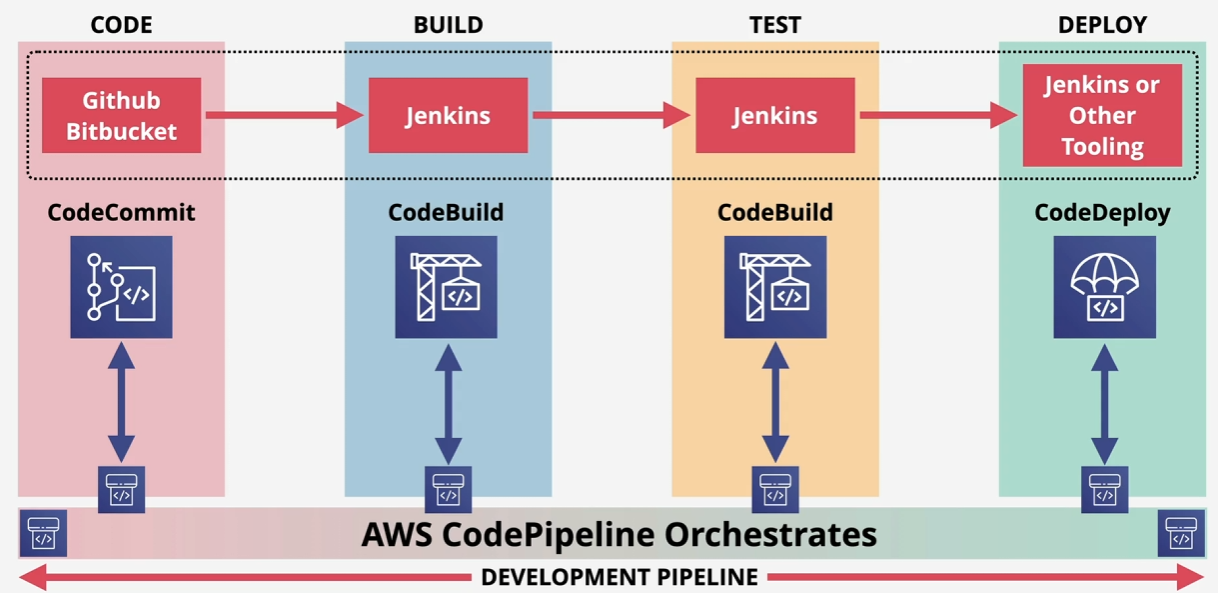 CODE
BUILD
TEST
DEPLOY
Github
Bitbucket
Jenkins
Jenkins
Jenkins or
Other
Tooling
CodeCommit
CodeBuild
CodeBuild
CodeDeploy
</>
</>
</>
</>
</>
</>
</>
</>
</>
AWS CodePipeline Orchestrates
</>
DEVELOPMENT PIPELINE